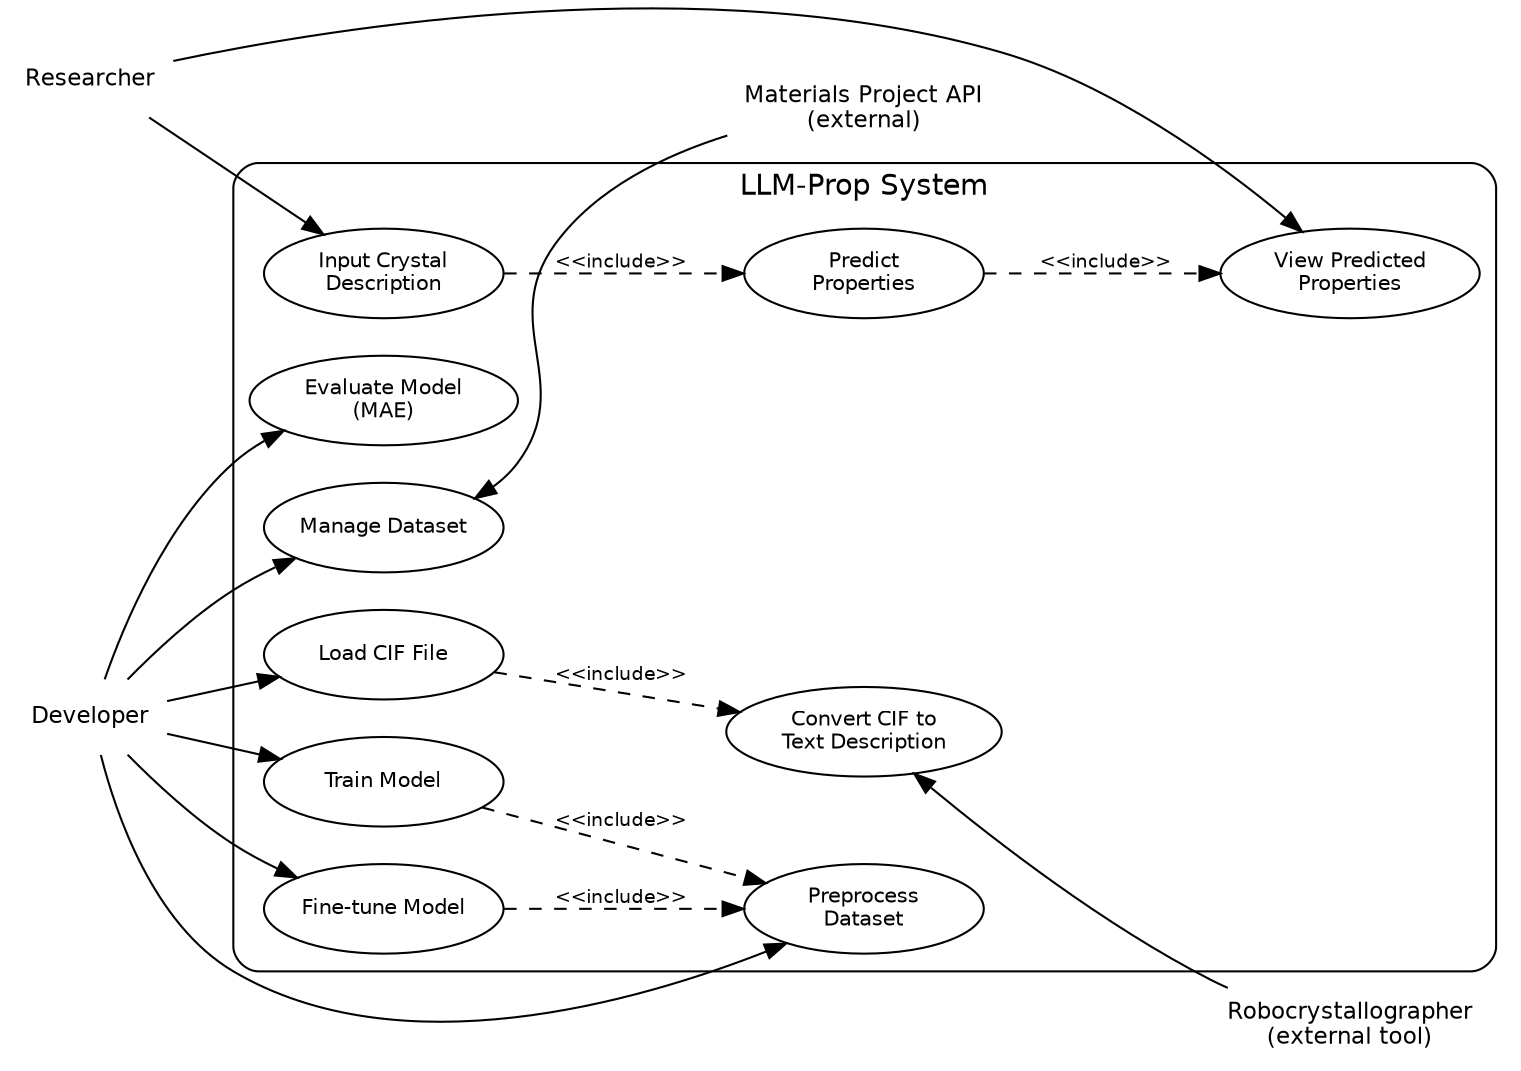 Researcher
Materials Project API
(external)
LLM-Prop System
Input Crystal
Description
<<include>>
Predict
Properties
<<include>>
View Predicted
Properties
Evaluate Model
(MAE)
Manage Dataset
Load CIF File
<<include>>
Convert CIF to
Text Description
Developer
Train Model
<<include>>
Fine-tune Model
<<include>>
Preprocess
Dataset
Robocrystallographer
(external tool)